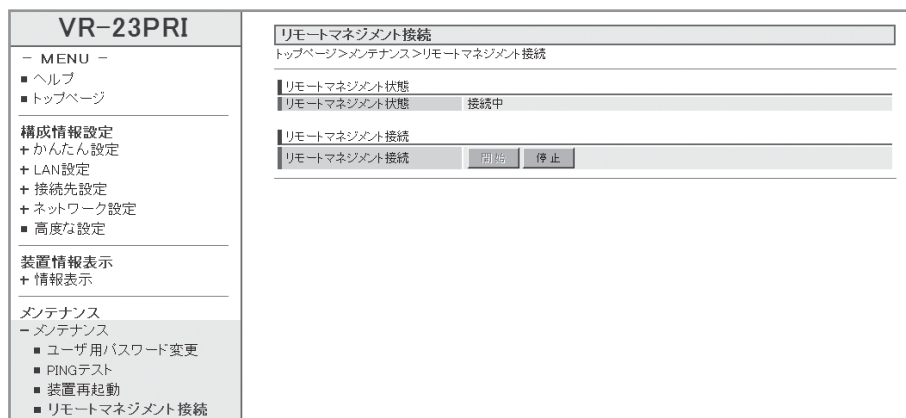 VR-23PRI
- MENU -
■ ヘルプ
■ トップページ
構成情報設定
+ かんたん設定
+ LAN設定
+ 接続先設定
+ ネットワーク設定
■ 高度な設定
装置情報表示
+ 情報表示
メンテナンス
- メンテナンス
■ ユーザ用パスワード変更
■ PINGテスト
■ 装置再起動
■ リモートマネジメント接続
リモートマネジメント接続
トップページ>メンテナンス>リモートマネジメント接続
リモートマネジメント状態
リモートマネジメント状態 接続中
リモートマネジメント接続
リモートマネジメント接続 開始 停止